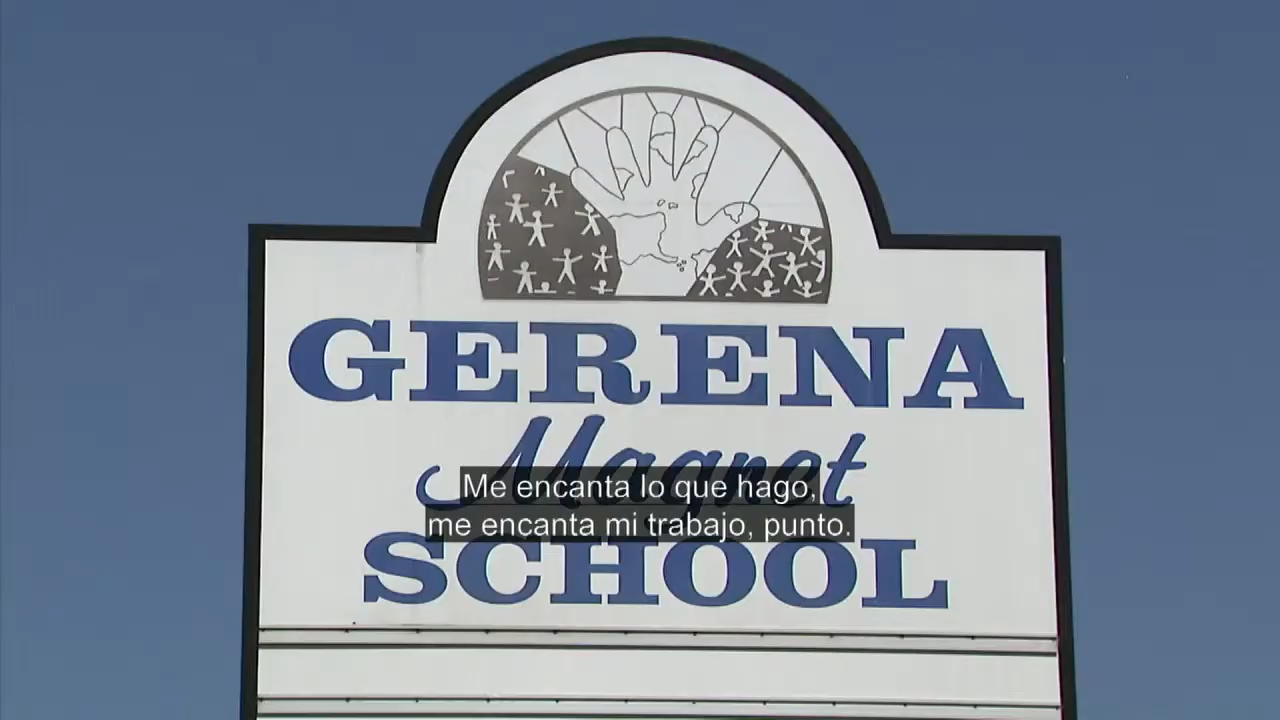 GERENA
Magnet
SCHOOL
Me encanta lo que hago,
me encanta mi trabajo, punto.